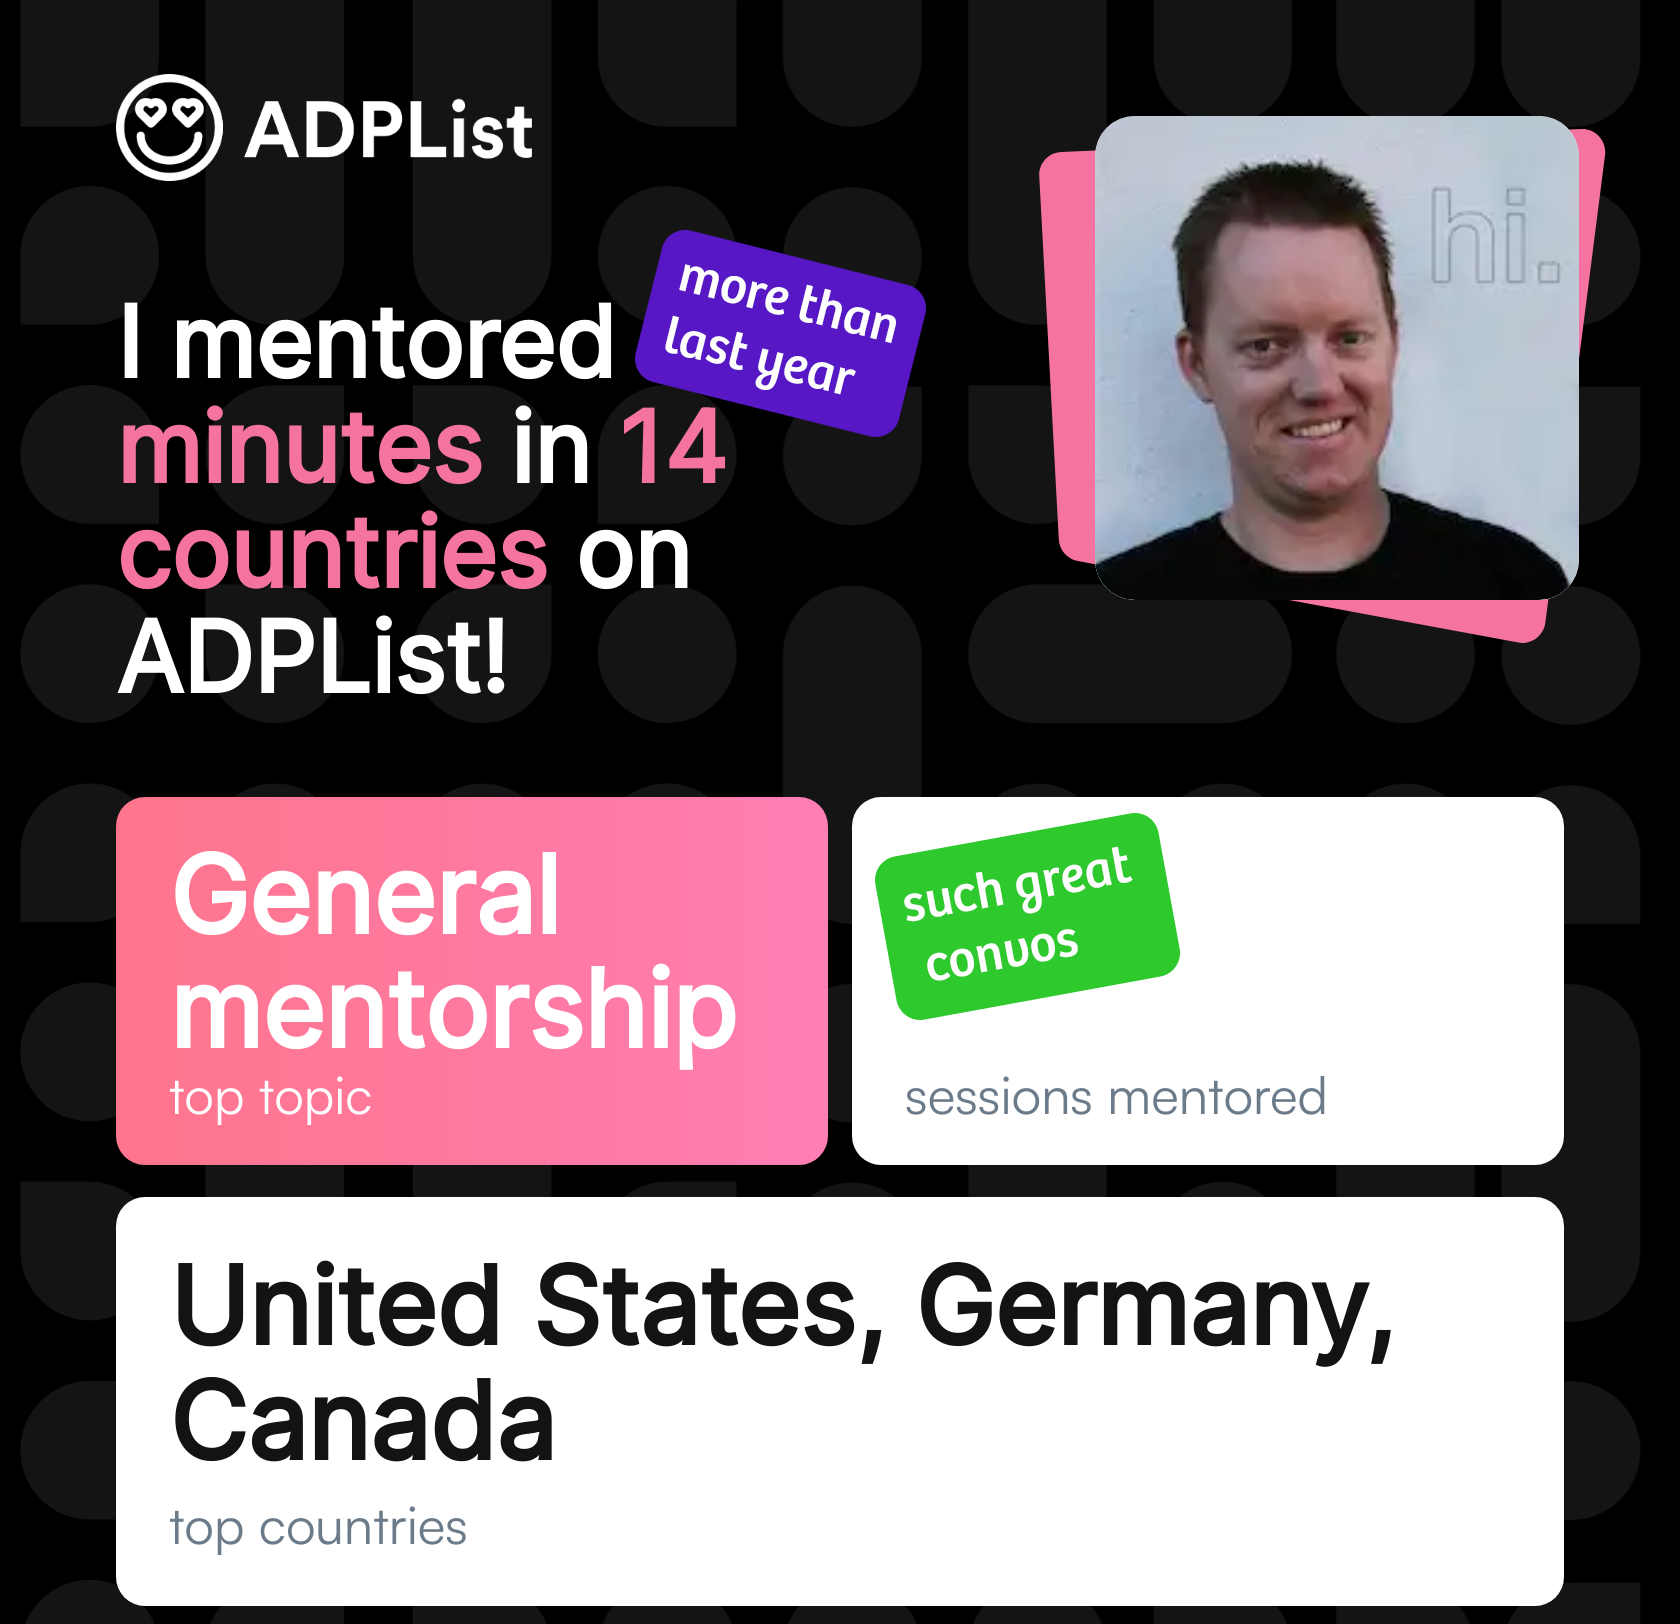 ADPList
I mentored
more than
last year
minutes in 14
countries on
ADPList!
hi.
General
mentorship
top topic
such great
convos
sessions mentored
United States, Germany,
Canada
top countries